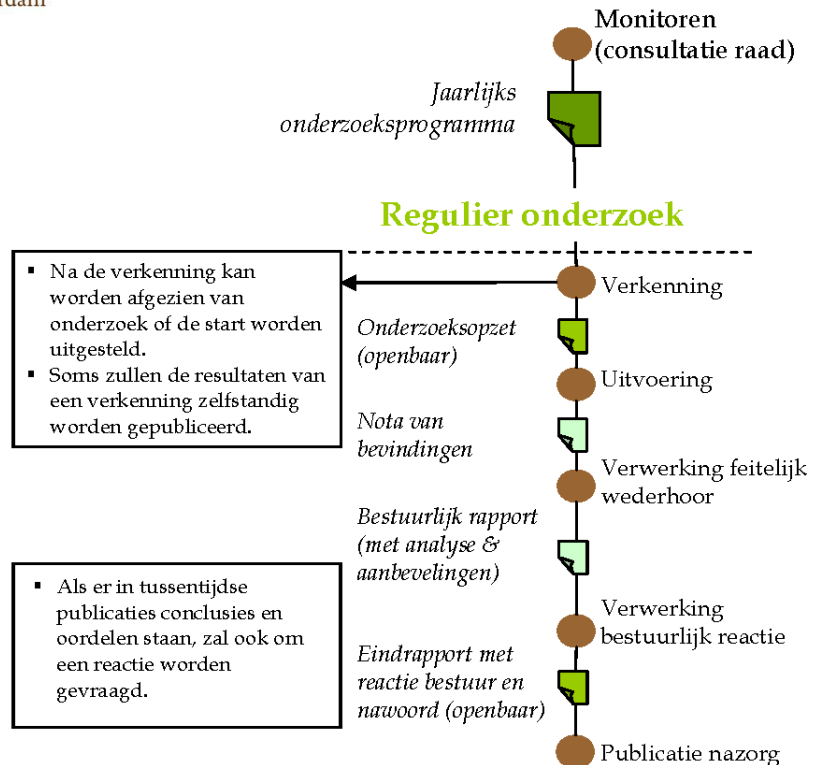 Monitoren
(consultatie raad)
Jaarlijks
onderzoeksprogramma
Regulier onderzoek
▪ Na de verkenning kan
worden afgezien van
onderzoek of de start worden
uitgesteld.
▪ Soms zullen de resultaten van
een verkenning zelfstandig
worden gepubliceerd.
Verkenning
Onderzoeksopzet
(openbaar)
Uitvoering
Nota van
bevindingen
Verwerking feitelijk
wederhoor
Bestuurlijk rapport
(met analyse &
aanbevelingen)
▪ Als er in tussentijdse
publicaties conclusies en
oordelen staan, zal ook om
een reactie worden
gevraagd.
Verwerking
bestuurlijk reactie
Eindrapport met
reactie bestuur en
nawoord (openbaar)
Publicatie nazorg